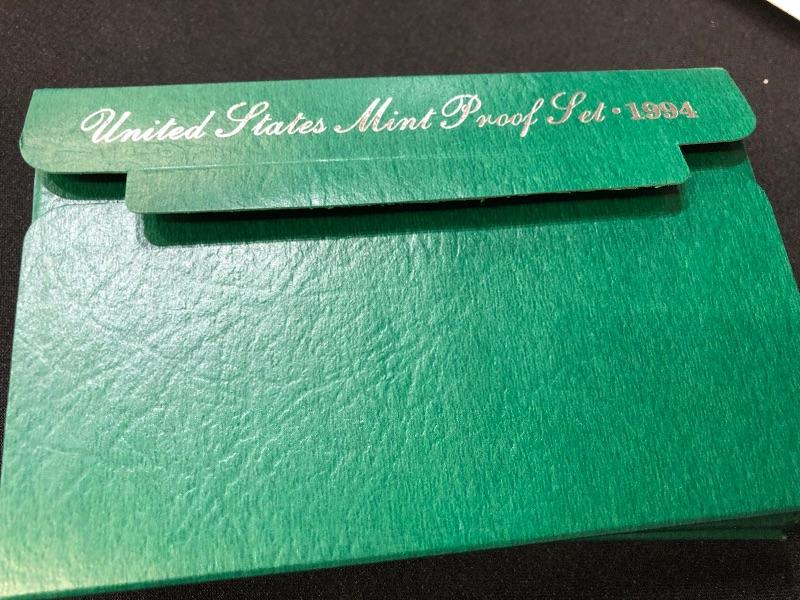 United States Mint Proof Set • 1994